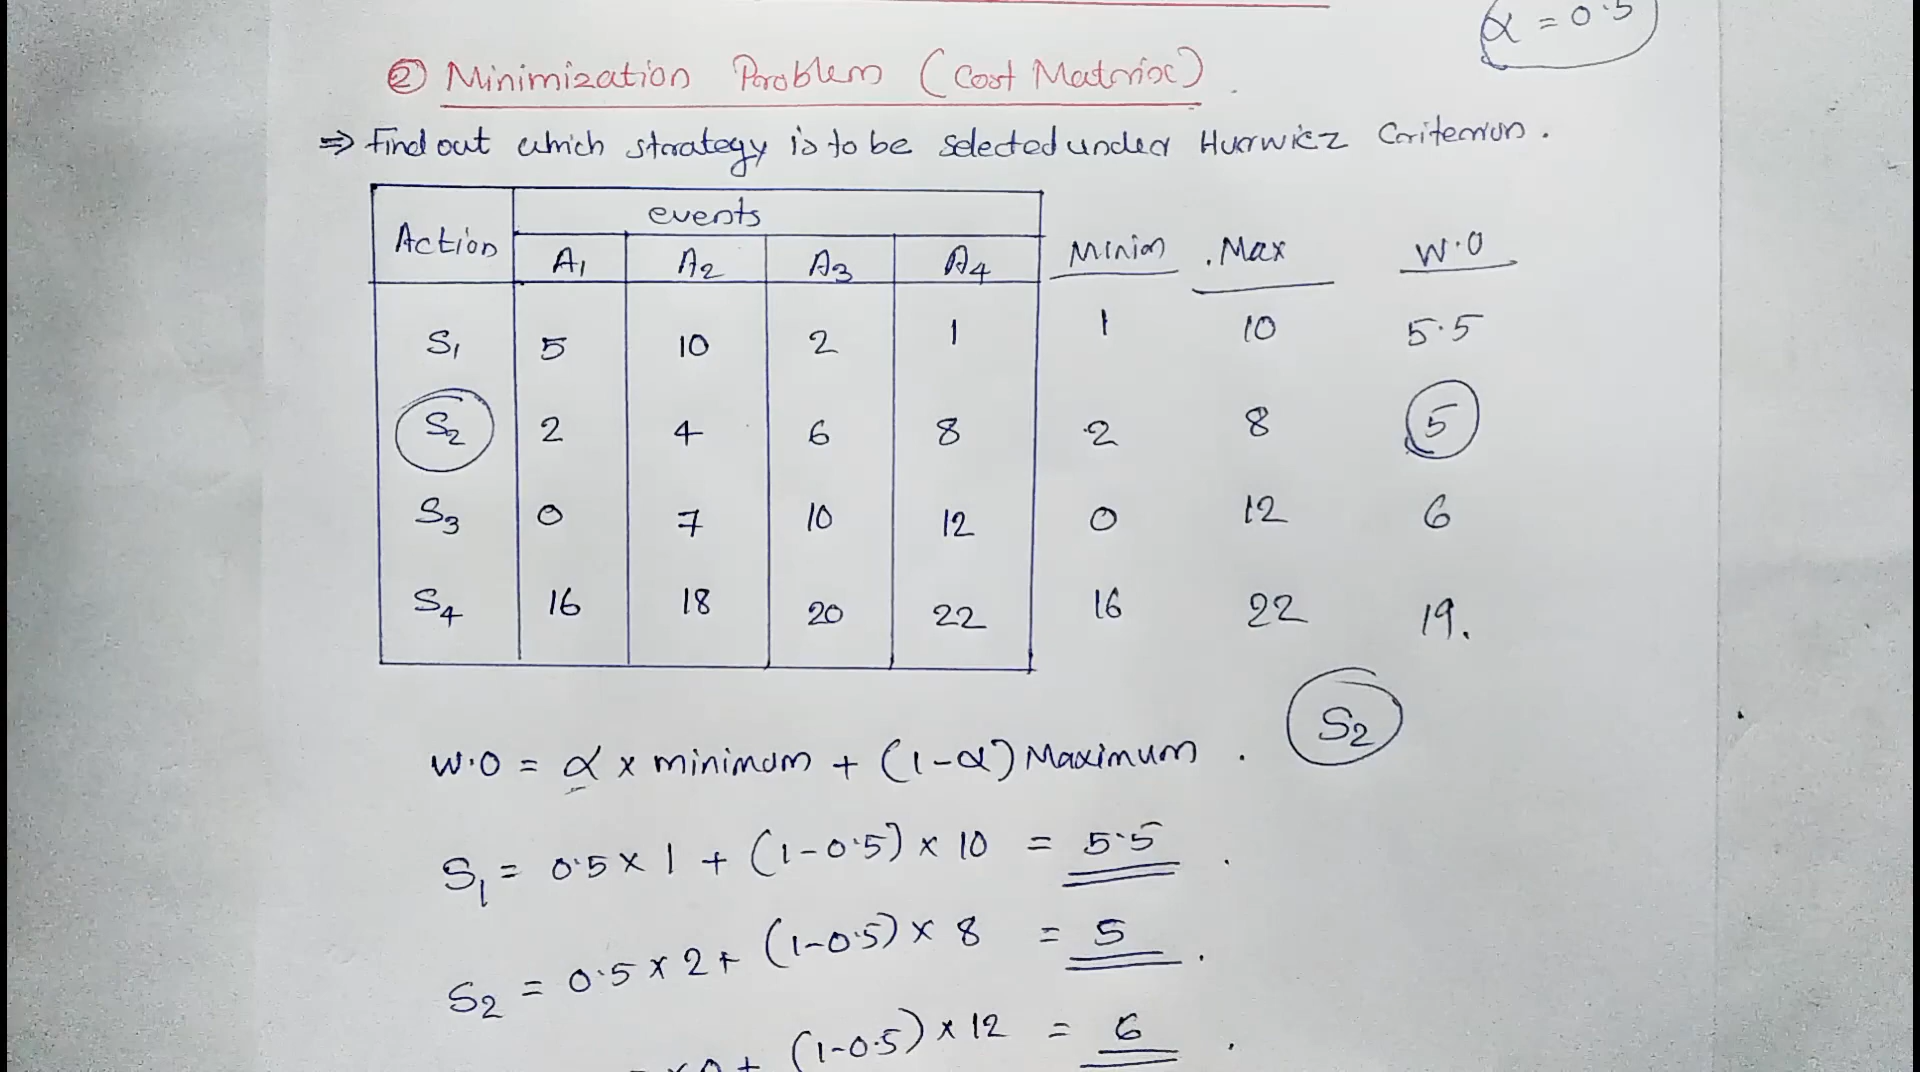 α = 0.5
② Minimization Problem (Cost Matrix)
⇒ Find out which strategy is to be selected under Hurwicz Criterion.
Action events Minim Max W.O
A1 A2 A3 A4
S1 5 10 2 1 1 10 5.5
S2 2 4 6 8 2 8 5
S3 0 7 10 12 0 12 6
S4 16 18 20 22 16 22 19.
S2
W.O = α x minimum + (1-α) Maximum.
S1 = 0.5 x 1 + (1-0.5) x 10 = 5.5
S2 = 0.5 x 2 + (1-0.5) x 8 = 5
x 0 + (1-0.5) x 12 = 6